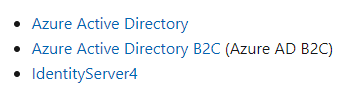 Azure Active Directory
Azure Active Directory B2C (Azure AD B2C)
IdentityServer4